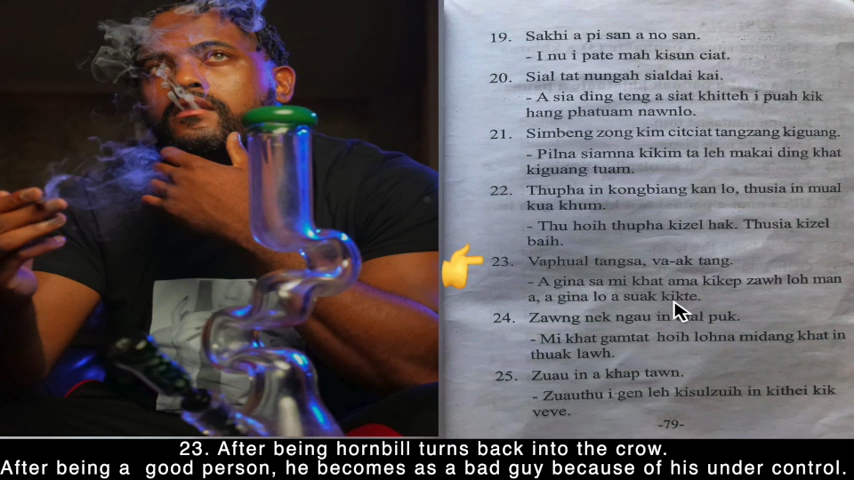 19. Sakhi a pi san a no san.
- I nu i pate mah kisun ciat.
20. Sial tat nungah sialdai kai.
- A sia ding teng a siat khitteh i puah kik
hang phatuam nawnlo.
21. Simbeng zong kim citciat tangzang kiguang.
- Pilna siamna kikim ta leh makai ding khat
kiguang tuam.
22. Thupha in kongbiang kan lo, thusia in mual
kua khum.
- Thu hoih thupha kizel hak. Thusia kizel
baih.
23. Vaphual tangsa, va-ak tang.
- A gina sa mi khat ama kikep zawh loh man
a, a gina lo a suak kikte.
24. Zawng nek ngau in puk.
- Mi khat gamtat hoih lohna midang khat in
thuak lawh.
25. Zuau in a khap tawn.
- Zuauthu i gen leh kisulzuih in kithei kik
veve.
-79-
23. After being hornbill turns back into the crow.
After being a good person, he becomes as a bad guy because of his under control.